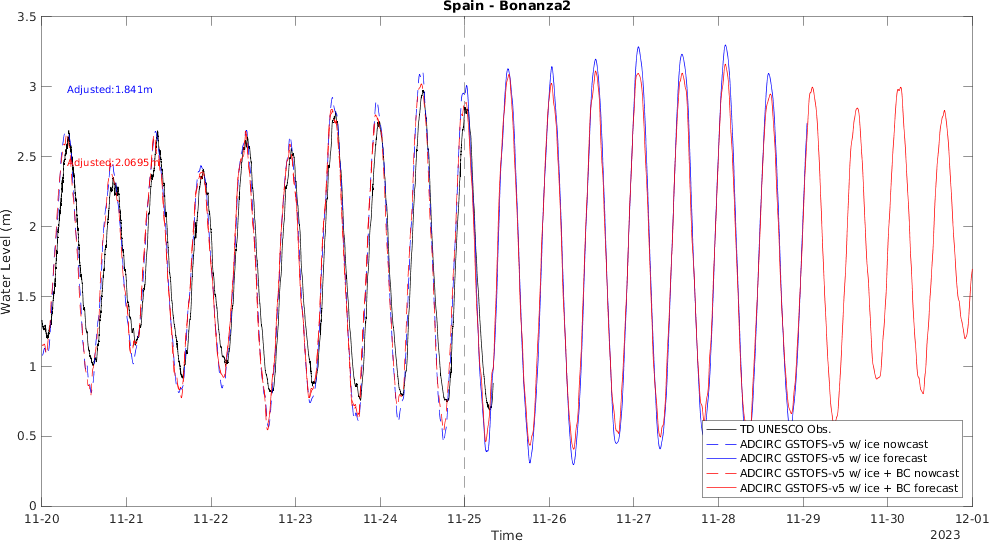 Spain - Bonanza2
3.5
3
2.5
2
1.5
1
0.5
0
Water Level (m)
Adjusted:1.841m
Adjusted:2.0695m
TD UNESCO Obs.
ADCIRC GSTOFS-v5 w/ ice nowcast
ADCIRC GSTOFS-v5 w/ ice forecast
ADCIRC GSTOFS-v5 w/ ice + BC nowcast
ADCIRC GSTOFS-v5 w/ ice + BC forecast
11-20 11-21 11-22 11-23 11-24 11-25 11-26 11-27 11-28 11-29 11-30 12-01
Time
2023